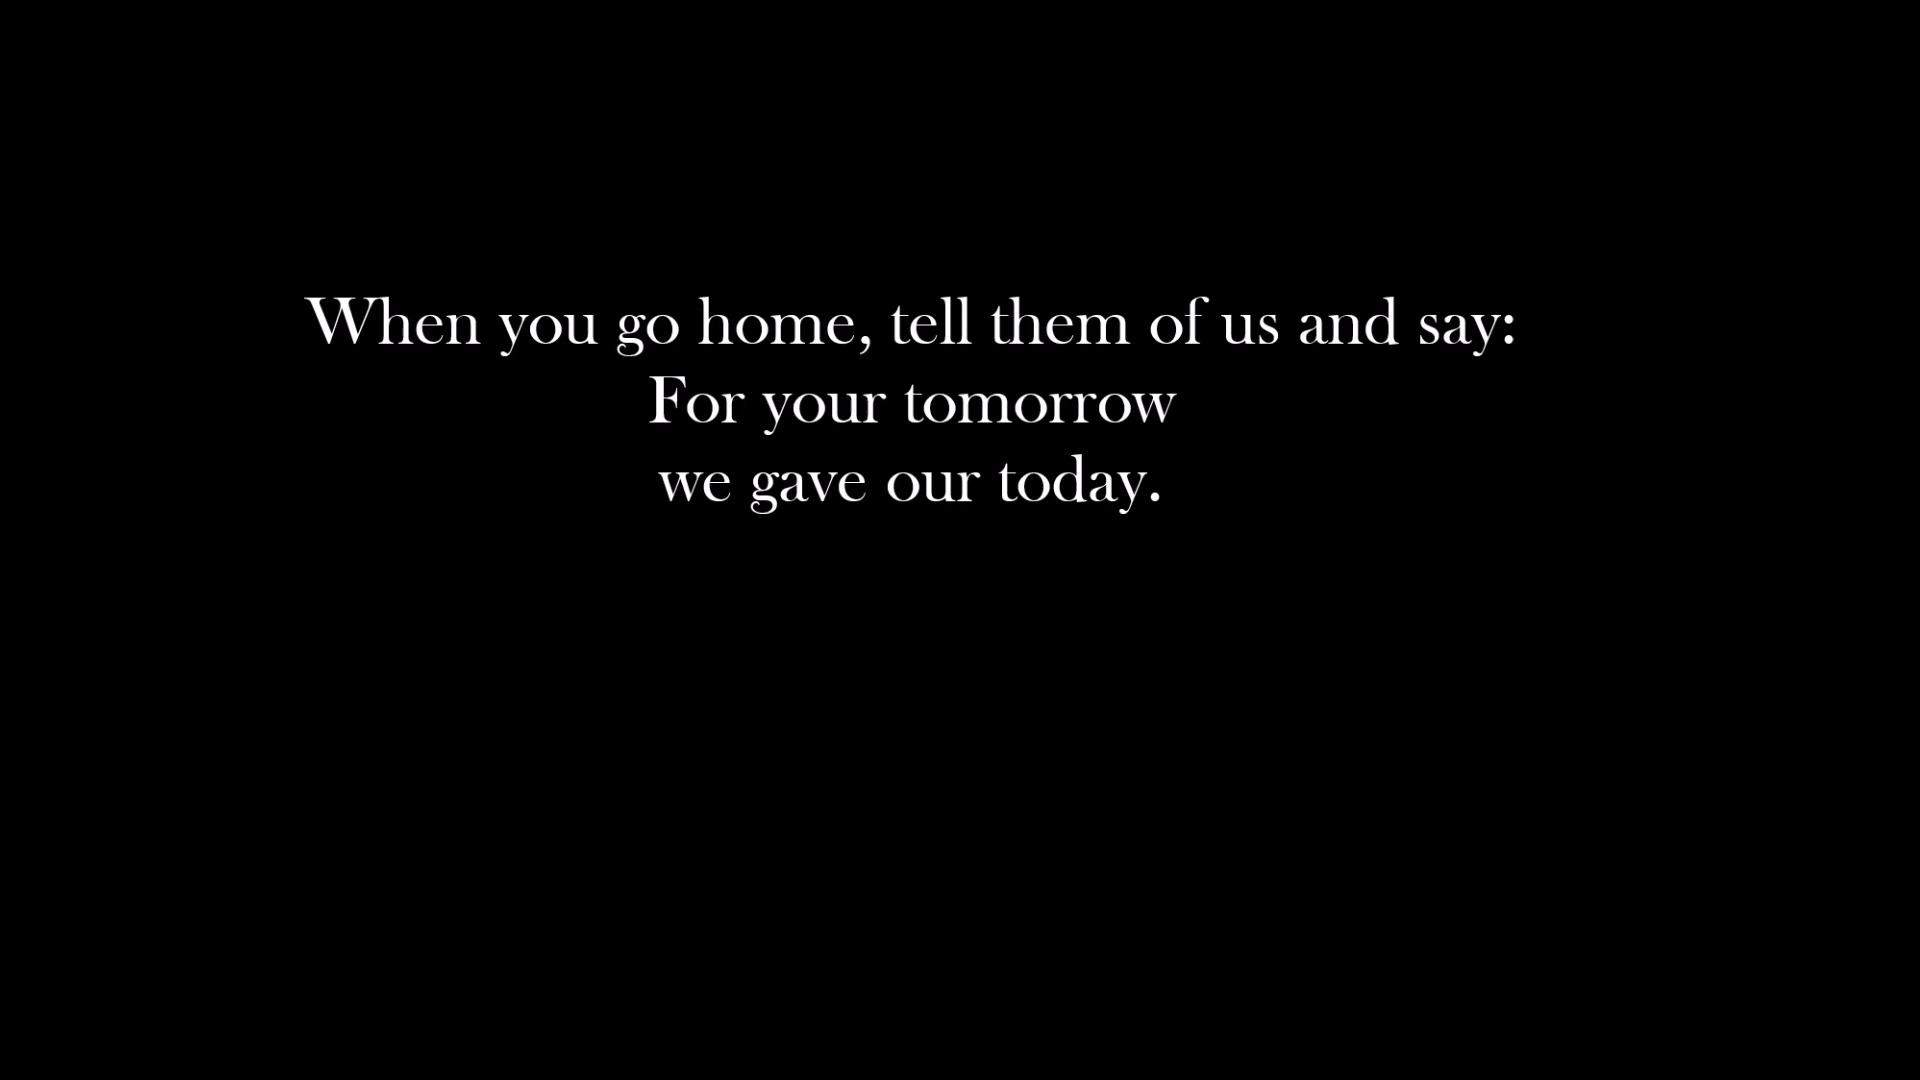 When you go home, tell them of us and say:
For your tomorrow
we gave our today.